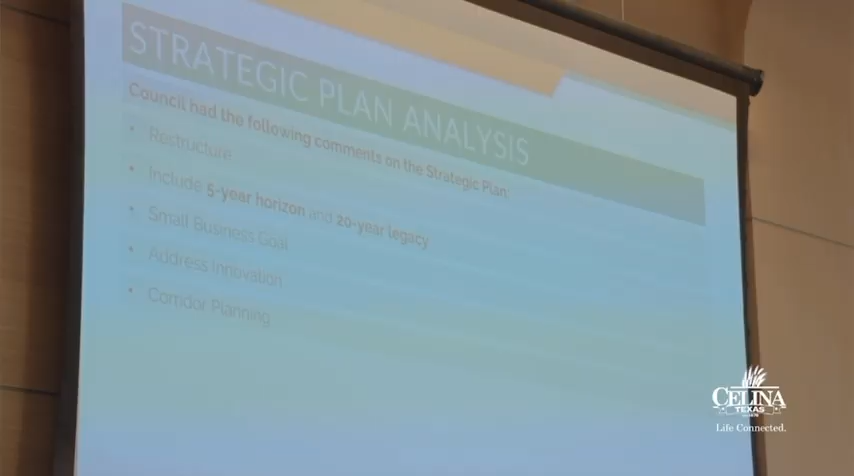 STRATEGIC PLAN ANALYSIS
Council had the following comments on the Strategic Plan:
• Restructure
• Include 5-year horizon and 20-year legacy
• Small Business Goal
• Address Innovation
• Corridor Planning
CELINA
TEXAS
Life Connected.